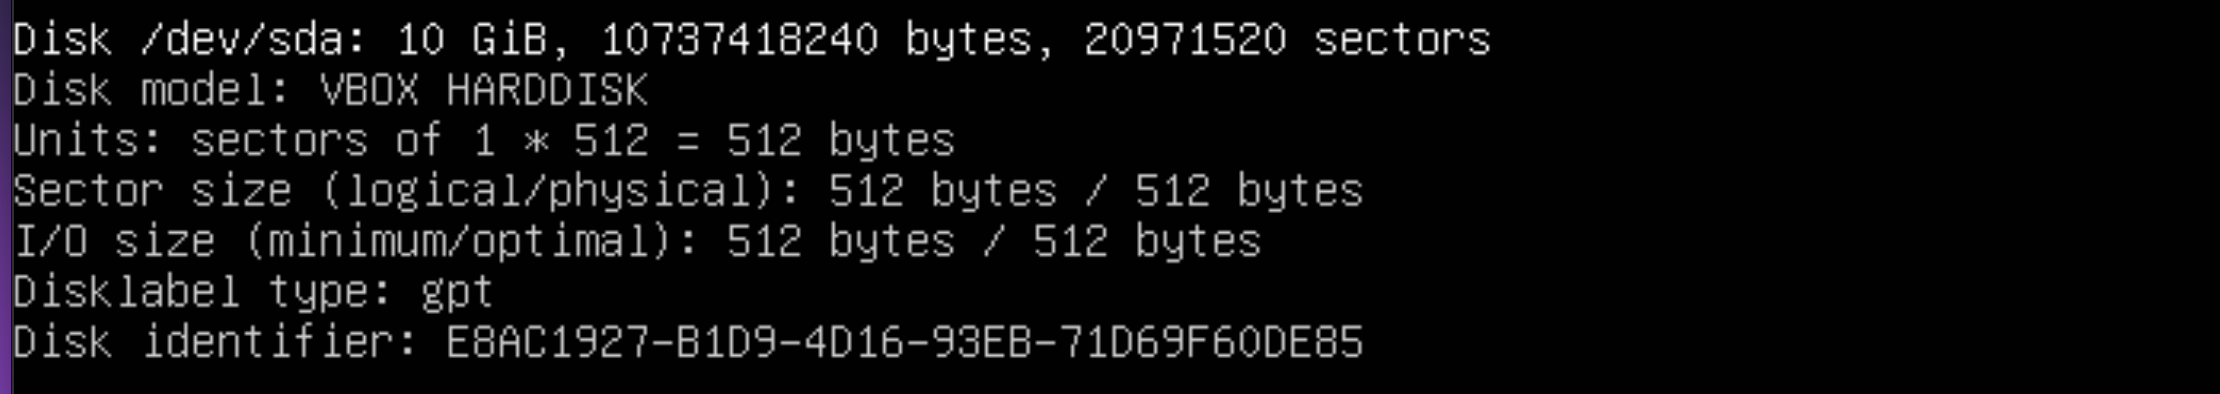 Disk /dev/sda: 10 GiB, 10737418240 bytes, 20971520 sectors
Disk model: VBOX HARDDISK
Units: sectors of 1 * 512 = 512 bytes
Sector size (logical/physical): 512 bytes / 512 bytes
I/O size (minimum/optimal): 512 bytes / 512 bytes
Disklabel type: gpt
Disk identifier: E8AC1927-B1D9-4D16-93EB-71D69F60DE85